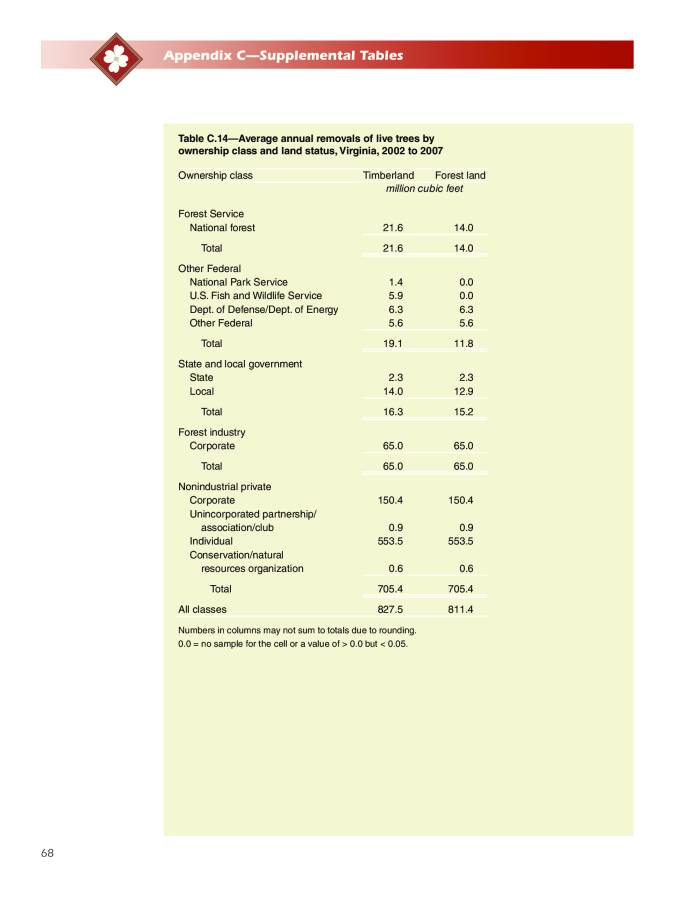 Appendix C—Supplemental Tables
Table C.14—Average annual removals of live trees by
ownership class and land status, Virginia, 2002 to 2007
Ownership class Timberland Forest land
million cubic feet
Forest Service
National forest 21.6 14.0
Total 21.6 14.0
Other Federal
National Park Service 1.4 0.0
U.S. Fish and Wildlife Service 5.9 0.0
Dept. of Defense/Dept. of Energy 6.3 6.3
Other Federal 5.6 5.6
Total 19.1 11.8
State and local government
State 2.3 2.3
Local 14.0 12.9
Total 16.3 15.2
Forest industry
Corporate 65.0 65.0
Total 65.0 65.0
Nonindustrial private
Corporate 150.4 150.4
Unincorporated partnership/
association/club 0.9 0.9
Individual 553.5 553.5
Conservation/natural
resources organization 0.6 0.6
Total 705.4 705.4
All classes 827.5 811.4
Numbers in columns may not sum to totals due to rounding.
0.0 = no sample for the cell or a value of > 0.0 but < 0.05.
68